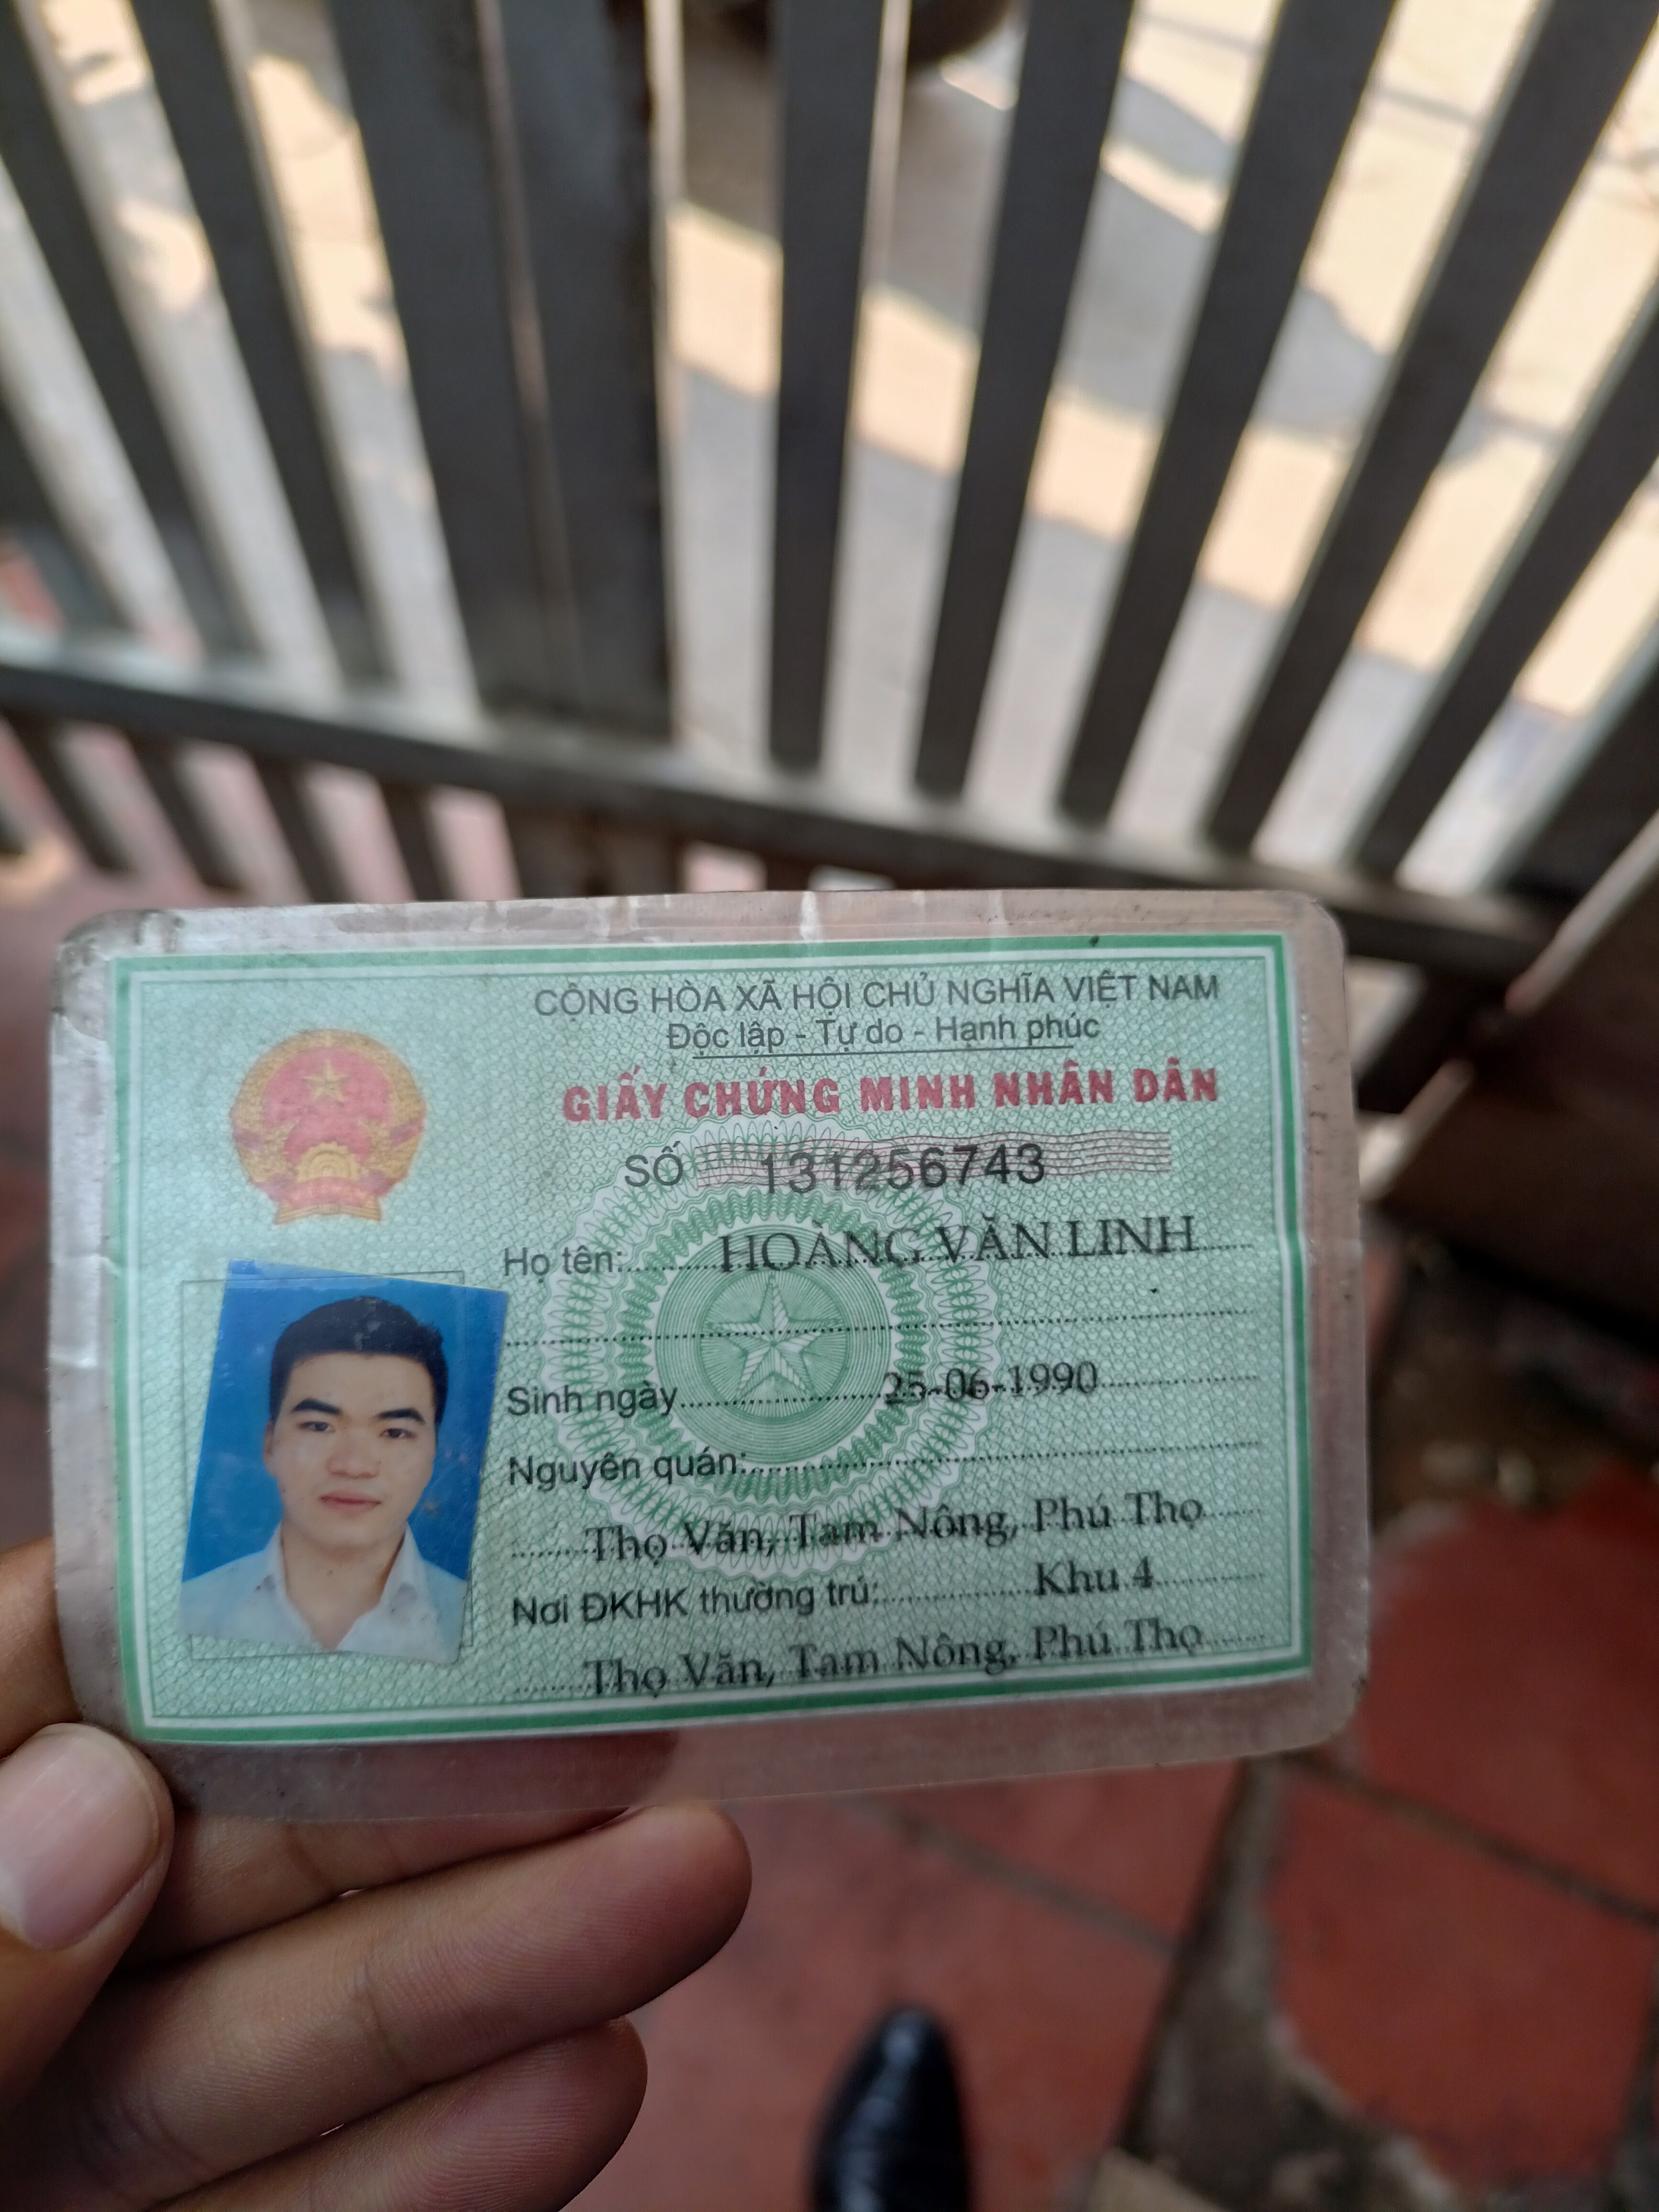 CỘNG HÒA XÃ HỘI CHỦ NGHĨA VIỆT NAM
Độc lập - Tự do - Hạnh phúc
GIẤY CHỨNG MINH NHÂN DÂN
SỐ 131256743
Họ tên: HOÀNG VĂN LINH
Sinh ngày 25-06-1990
Nguyên quán:
Thọ Văn, Tam Nông, Phú Thọ
Nơi ĐKHK thường trú: Khu 4
Thọ Văn, Tam Nông, Phú Thọ